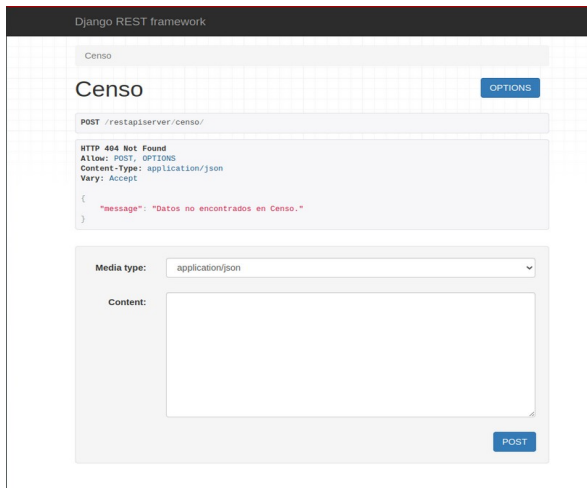 Django REST framework
Censo
Censo
OPTIONS
POST /restapiserver/censo/
HTTP 404 Not Found
Allow: POST, OPTIONS
Content-Type: application/json
Vary: Accept
{
"message": "Datos no encontrados en Censo."
}
Media type:
application/json
Content:
POST